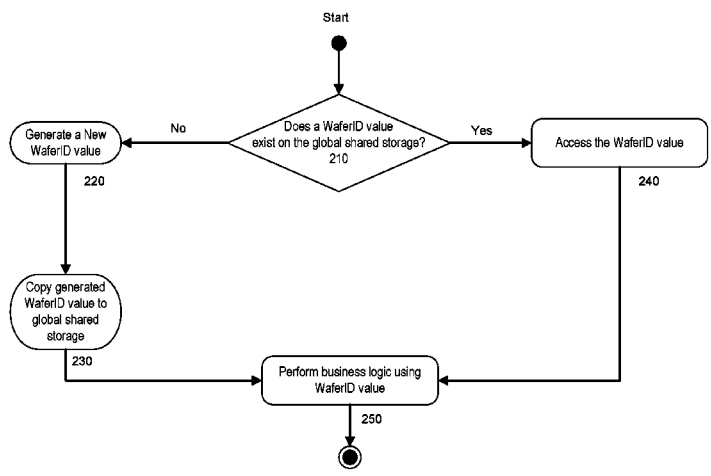 Start
Does a WaferID value
exist on the global shared storage?
210
No
Yes
Generate a New
WaferID value
220
Access the WaferID value
240
Copy generated
WaferID value to
global shared
storage
230
Perform business logic using
WaferID value
250